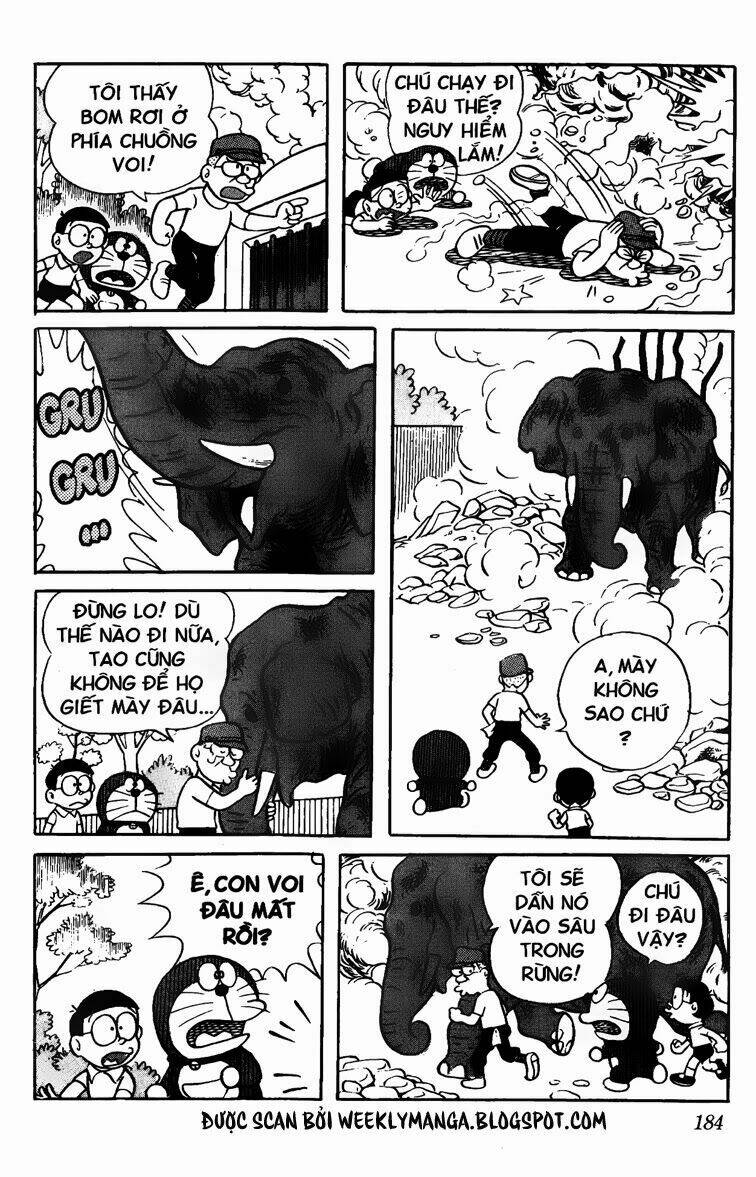 TÔI THẤY
BOM RƠI Ở
PHÍA CHUỒNG
VOI!
CHÚ CHẠY ĐI
ĐÂU THẾ?
NGUY HIỂM
LẮM!
GRU
GRU
...
A, MÀY
KHÔNG
SAO CHỨ
?
ĐỪNG LO! DÙ
THẾ NÀO ĐI NỮA,
TAO CŨNG
KHÔNG ĐỂ HỌ
GIẾT MÀY ĐÂU...
Ê, CON VOI
ĐÂU MẤT
RỒI?
TÔI SẼ
DẪN NÓ
VÀO SÂU
TRONG
RỪNG!
CHÚ
ĐI ĐÂU
VẬY?
ĐƯỢC SCAN BỞI WEEKLYMANGA.BLOGSPOT.COM
184